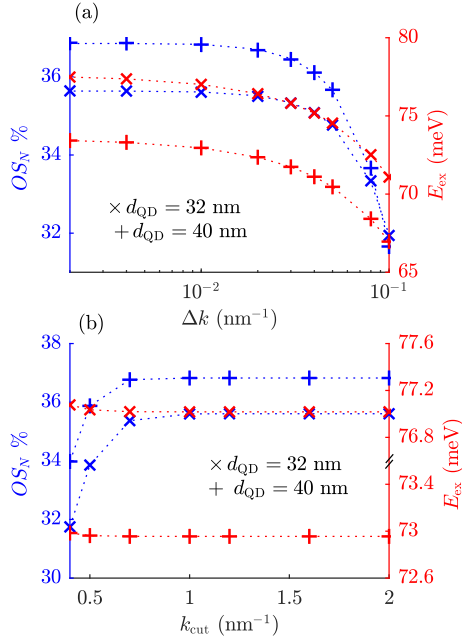 (a)
36
34
32
OS_N %
80
75
70
65
E_ex (meV)
× d_QD = 32 nm
+ d_QD = 40 nm
10^-2
10^-1
Δk (nm^-1)
(b)
38
36
34
32
30
OS_N %
77.6
77.2
76.8
73.4
73
72.6
E_ex (meV)
× d_QD = 32 nm
+ d_QD = 40 nm
0.5
1
1.5
2
k_cut (nm^-1)